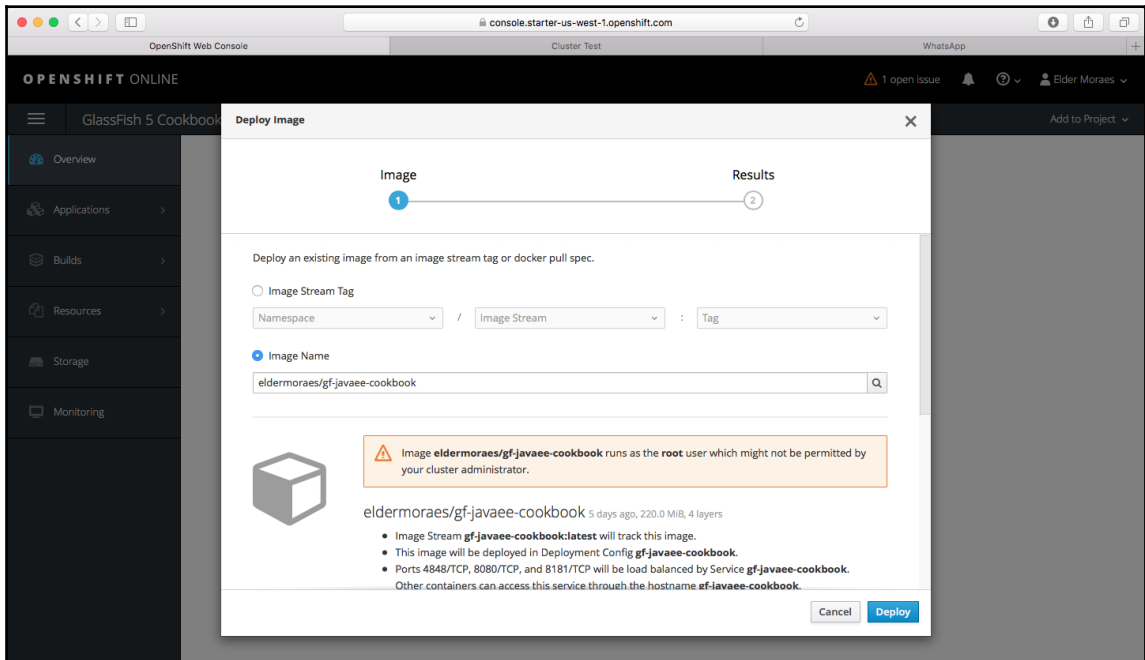 console.starter-us-west-1.openshift.com
OpenShift Web Console
Cluster Test
WhatsApp
OPENSHIFT ONLINE
1 open issue
Elder Moraes
GlassFish 5 Cookbook
Add to Project
Deploy Image
Overview
Applications
Builds
Resources
Storage
Monitoring
Image
Results
1
2
Deploy an existing image from an image stream tag or docker pull spec.
Image Stream Tag
Namespace / Image Stream : Tag
Image Name
eldermoraes/gf-javaee-cookbook
Image eldermoraes/gf-javaee-cookbook runs as the root user which might not be permitted by
your cluster administrator.
eldermoraes/gf-javaee-cookbook 5 days ago, 220.0 MiB, 4 layers
• Image Stream gf-javaee-cookbook:latest will track this image.
• This image will be deployed in Deployment Config gf-javaee-cookbook.
• Ports 4848/TCP, 8080/TCP, and 8181/TCP will be load balanced by Service gf-javaee-cookbook.
Other containers can access this service through the hostname gf-javaee-cookbook.
Cancel
Deploy